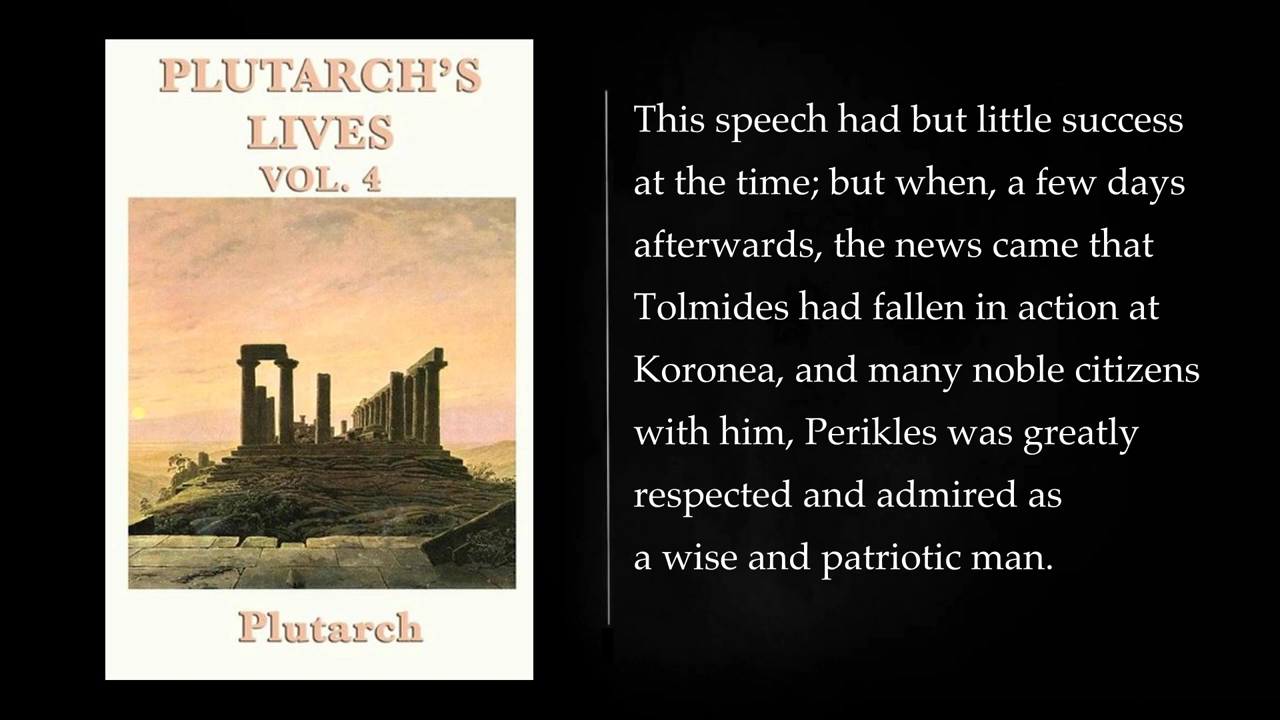 PLUTARCH'S
LIVES
VOL. 4
Plutarch
This speech had but little success
at the time; but when, a few days
afterwards, the news came that
Tolmides had fallen in action at
Koronea, and many noble citizens
with him, Perikles was greatly
respected and admired as
a wise and patriotic man.